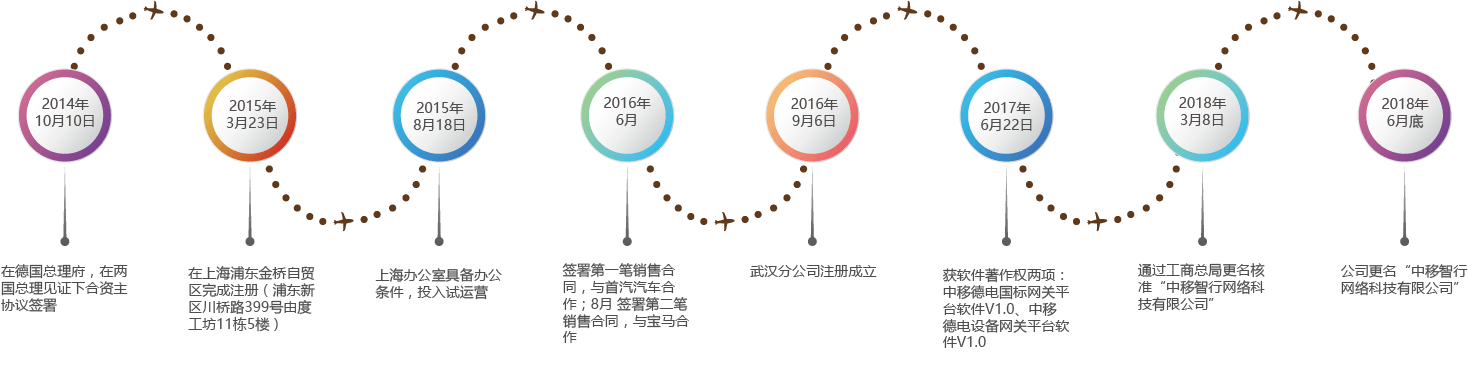 2014年
10月10日
在德国总理府，在两
国总理见证下合资主
协议签署
2015年
3月23日
在上海浦东金桥自贸
区完成注册（浦东新
区川桥路399号由度
工坊11栋5楼）
2015年
8月18日
上海办公室具备办公
条件，投入试运营
2016年
6月
签署第一笔销售合
同，与首汽汽车合
作；8月 签署第二笔
销售合同，与宝马合
作
2016年
9月6日
武汉分公司注册成立
2017年
6月22日
获软件著作权两项：
中移德电国标网关平
台软件V1.0、中移
德电设备网关平台软
件V1.0
2018年
3月8日
通过工商总局更名核
准“中移智行网络科
技有限公司”
2018年
6月底
公司更名“中移智行
网络科技有限公司”